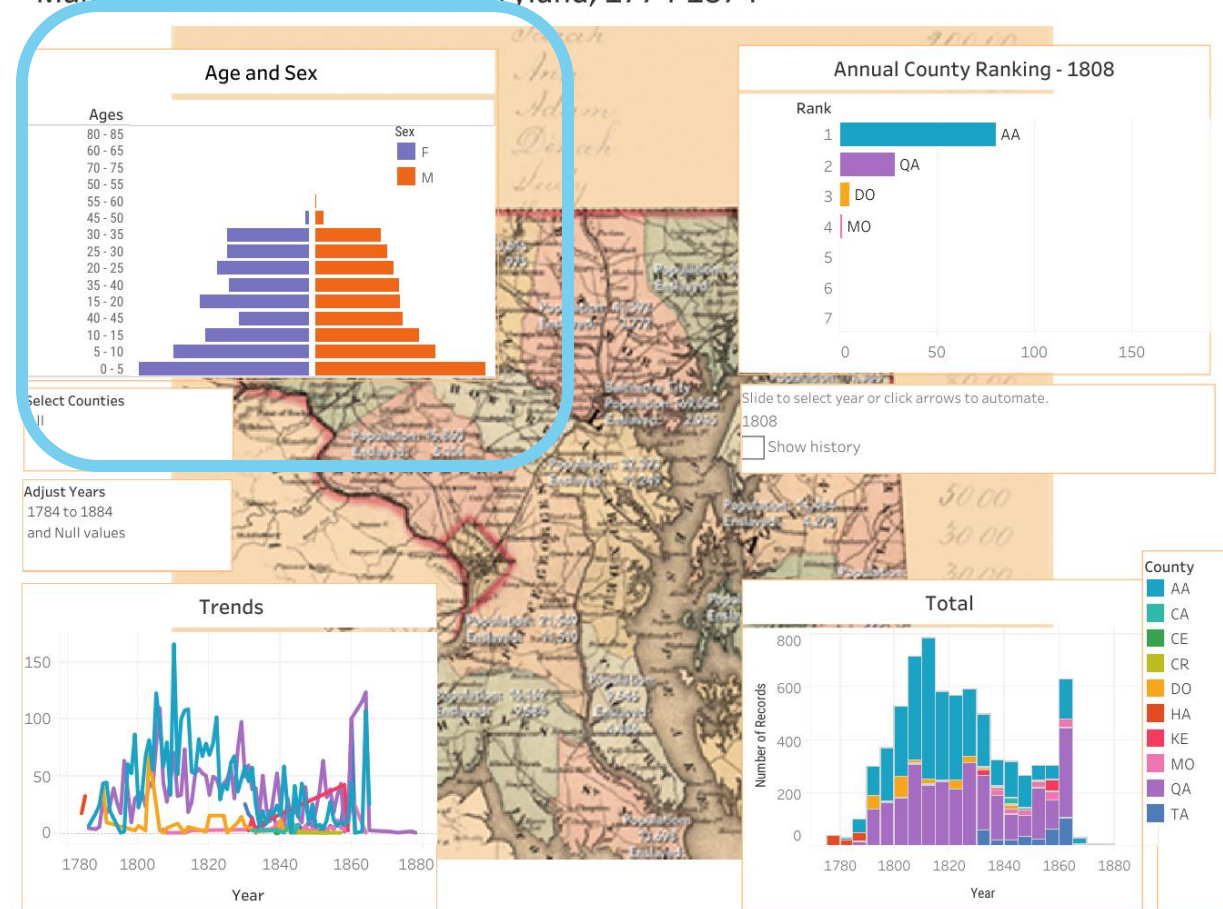 Age and Sex
Ages
80 - 85
60 - 65
70 - 75
50 - 55
55 - 60
45 - 50
30 - 35
25 - 30
20 - 25
35 - 40
15 - 20
40 - 45
10 - 15
5 - 10
0 - 5
Sex
F
M
Annual County Ranking - 1808
Rank
1 AA
2 QA
3 DO
4 MO
5
6
7
0 50 100 150
Select Counties
Slide to select year or click arrows to automate.
1808
Show history
Adjust Years
1784 to 1884
and Null values
Trends
150
100
50
0
1780 1800 1820 1840 1860 1880
Year
Total
Number of Records
800
600
400
200
0
1780 1800 1820 1840 1860 1880
Year
County
AA
CA
CE
CR
DO
HA
KE
MO
QA
TA
Adam
Dinah
50 00
30 00